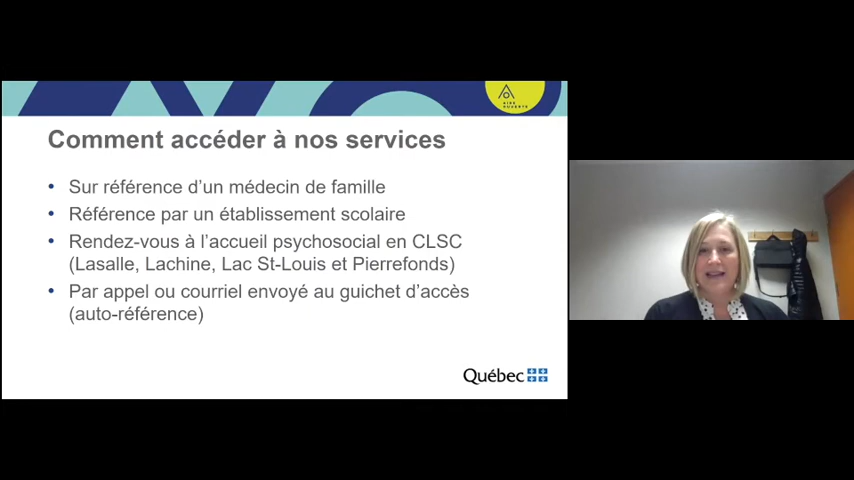 AIRE
OUVERTE
Comment accéder à nos services
• Sur référence d’un médecin de famille
• Référence par un établissement scolaire
• Rendez-vous à l’accueil psychosocial en CLSC
(Lasalle, Lachine, Lac St-Louis et Pierrefonds)
• Par appel ou courriel envoyé au guichet d’accès
(auto-référence)
Québec